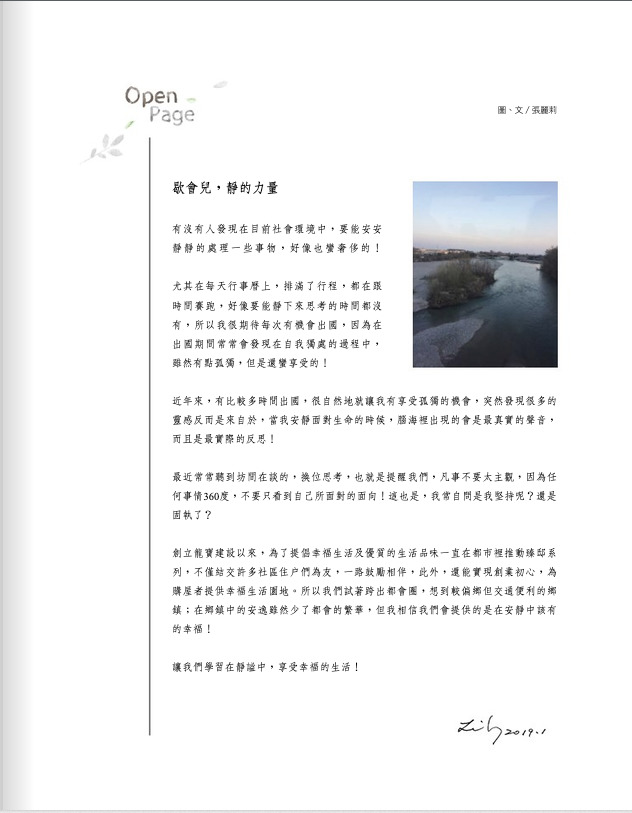 Open
Page
圖、文 / 張麗莉
歇會兒，靜的力量
有沒有人發現在目前社會環境中，要能安安
靜靜的處理一些事物，好像也蠻奢侈的！
尤其在每天行事曆上，排滿了行程，都在跟
時間賽跑，好像要能靜下來思考的時間都沒
有，所以我很期待每次有機會出國，因為在
出國期間常常會發現在自我獨處的過程中，
雖然有點孤獨，但是還蠻享受的！
近年來，有比較多時間出國，很自然地就讓我有享受孤獨的機會，突然發現很多的
靈感反而是來自於，當我安靜面對生命的時候，腦海裡出現的會是最真實的聲音，
而且是最實際的反思！
最近常常聽到坊間在談的，換位思考，也就是提醒我們，凡事不要太主觀，因為任
何事情360度，不要只看到自己所面對的面向！這也是，我常自問是我堅持呢？還是
固執了？
創立龍寶建設以來，為了提倡幸福生活及優質的生活品味一直在都市裡推動臻邸系
列，不僅結交許多社區住戶們為友，一路鼓勵相伴，此外，還能實現創業初心，為
購屋者提供幸福生活園地。所以我們試著跨出都會圈，想到較偏鄉但交通便利的鄉
鎮；在鄉鎮中的安逸雖然少了都會的繁華，但我相信我們會提供的是在安靜中該有
的幸福！
讓我們學習在靜謐中，享受幸福的生活！
Lily 2019.1